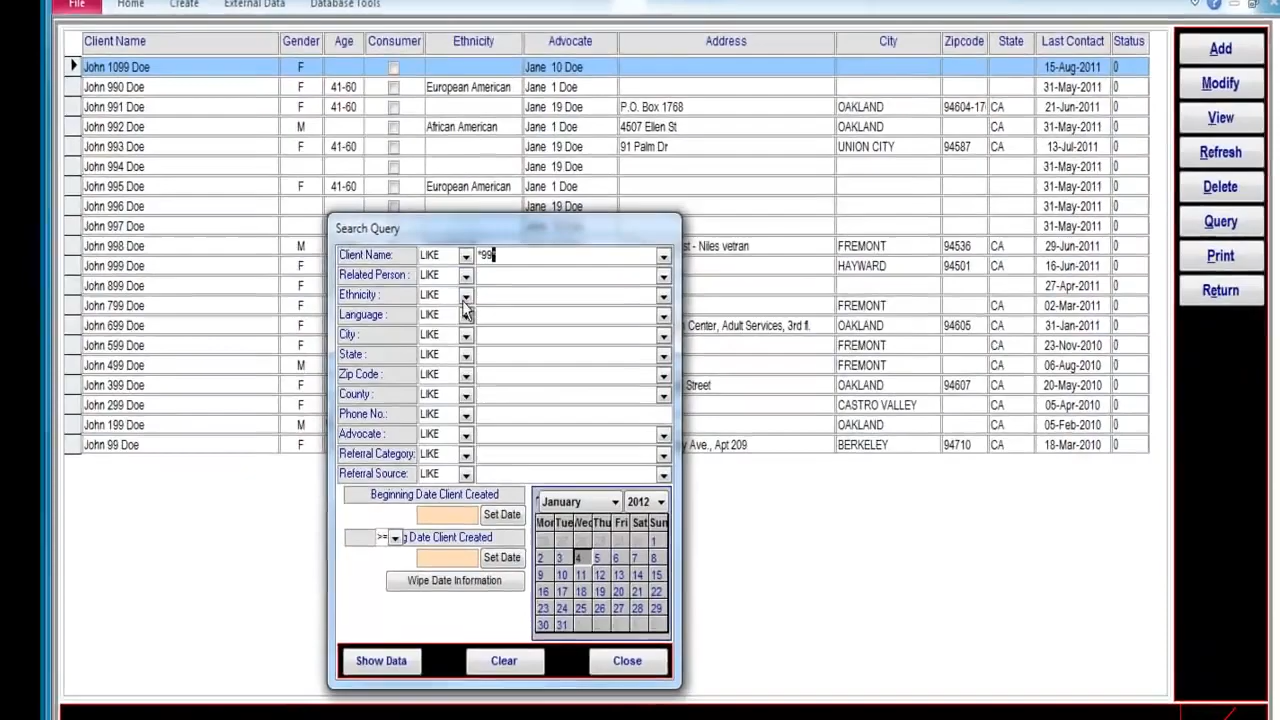 File Home Create External Data Database Tools
Client Name Gender Age Consumer Ethnicity Advocate Address City Zipcode State Last Contact Status
John 1099 Doe F Jane 10 Doe 15-Aug-2011 0
John 990 Doe F 41-60 European American Jane 1 Doe 31-May-2011 0
John 991 Doe F 41-60 Jane 19 Doe P.O. Box 1768 OAKLAND 94604-17 CA 21-Jun-2011 0
John 992 Doe M African American Jane 1 Doe 4507 Ellen St OAKLAND CA 31-May-2011 0
John 993 Doe F 41-60 Jane 19 Doe 91 Palm Dr UNION CITY 94587 CA 13-Jul-2011 0
John 994 Doe F Jane 19 Doe 31-May-2011 0
John 995 Doe F 41-60 European American Jane 1 Doe 31-May-2011 0
John 996 Doe F Jane 19 Doe 31-May-2011 0
John 997 Doe F 31-May-2011 0
John 998 Doe M st - Niles vetran FREMONT 94536 CA 29-Jun-2011 0
John 999 Doe F HAYWARD 94501 CA 16-Jun-2011 0
John 899 Doe F CA 27-Apr-2011 0
John 799 Doe F FREMONT CA 02-Mar-2011 0
John 699 Doe F Center, Adult Services, 3rd fl. OAKLAND 94605 CA 31-Jan-2011 0
John 599 Doe F FREMONT CA 23-Nov-2010 0
John 499 Doe M FREMONT CA 06-Aug-2010 0
John 399 Doe F Street OAKLAND 94607 CA 20-May-2010 0
John 299 Doe F CASTRO VALLEY CA 05-Apr-2010 0
John 199 Doe M OAKLAND CA 05-Feb-2010 0
John 99 Doe F Ave., Apt 209 BERKELEY 94710 CA 18-Mar-2010 0
Search Query
Client Name: LIKE *99
Related Person : LIKE
Ethnicity : LIKE
Language : LIKE
City : LIKE
State : LIKE
Zip Code : LIKE
County : LIKE
Phone No.: LIKE
Advocate : LIKE
Referral Category: LIKE
Referral Source: LIKE
Beginning Date Client Created
Set Date
>= g Date Client Created
Set Date
Wipe Date Information
January 2012
Mon Tue Wed Thu Fri Sat Sun
1
2 3 4 5 6 7 8
9 10 11 12 13 14 15
16 17 18 19 20 21 22
23 24 25 26 27 28 29
30 31
Show Data Clear Close
Add
Modify
View
Refresh
Delete
Query
Print
Return